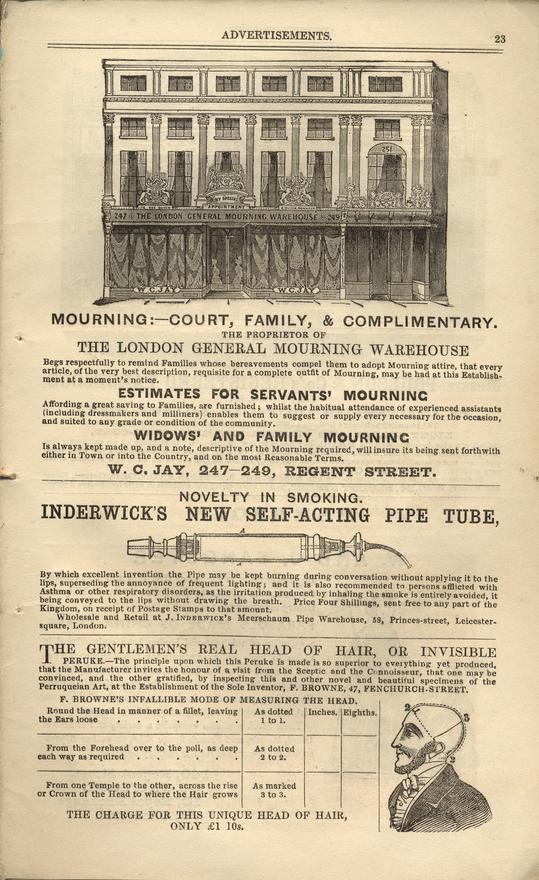 ADVERTISEMENTS.
23
251
BY SPECIAL
APPOINTMENT
247 THE LONDON GENERAL MOURNING WAREHOUSE 249
W. C. JAY
W. C. JAY
MOURNING:—COURT, FAMILY, & COMPLIMENTARY.
THE PROPRIETOR OF
THE LONDON GENERAL MOURNING WAREHOUSE
Begs respectfully to remind Families whose bereavements compel them to adopt Mourning attire, that every
article, of the very best description, requisite for a complete outfit of Mourning, may be had at this Establish-
ment at a moment's notice.
ESTIMATES FOR SERVANTS' MOURNING
Affording a great saving to Families, are furnished; whilst the habitual attendance of experienced assistants
(including dressmakers and milliners) enables them to suggest or supply every necessary for the occasion,
and suited to any grade or condition of the community.
WIDOWS' AND FAMILY MOURNING
Is always kept made up, and a note, descriptive of the Mourning required, will insure its being sent forthwith
either in Town or into the Country, and on the most Reasonable Terms.
W. C. JAY, 247—249, REGENT STREET.
NOVELTY IN SMOKING.
INDERWICK'S NEW SELF-ACTING PIPE TUBE,
A
A
By which excellent invention the Pipe may be kept burning during conversation without applying it to the
lips, superseding the annoyance of frequent lighting; and it is also recommended to persons afflicted with
Asthma or other respiratory disorders, as the irritation produced by inhaling the smoke is entirely avoided, it
being conveyed to the lips without drawing the breath. Price Four Shillings, sent free to any part of the
Kingdom, on receipt of Postage Stamps to that amount.
Wholesale and Retail at J. INDERWICK'S Meerschaum Pipe Warehouse, 58, Princes-street, Leicester-
square, London.
THE GENTLEMEN'S REAL HEAD OF HAIR, OR INVISIBLE
PERUKE.—The principle upon which this Peruke is made is so superior to everything yet produced,
that the Manufacturer invites the honour of a visit from the Sceptic and the Connoisseur, that one may be
convinced, and the other gratified, by inspecting this and other novel and beautiful specimens of the
Perruqueian Art, at the Establishment of the Sole Inventor, F. BROWNE, 47, FENCHURCH-STREET.
F. BROWNE'S INFALLIBLE MODE OF MEASURING THE HEAD.
Round the Head in manner of a fillet, leaving the Ears loose . . . . . . As dotted 1 to 1. Inches. Eighths.
From the Forehead over to the poll, as deep each way as required . . . . . . As dotted 2 to 2.
From one Temple to the other, across the rise or Crown of the Head to where the Hair grows As marked 3 to 3.
2
3
2
THE CHARGE FOR THIS UNIQUE HEAD OF HAIR,
ONLY £1 10s.